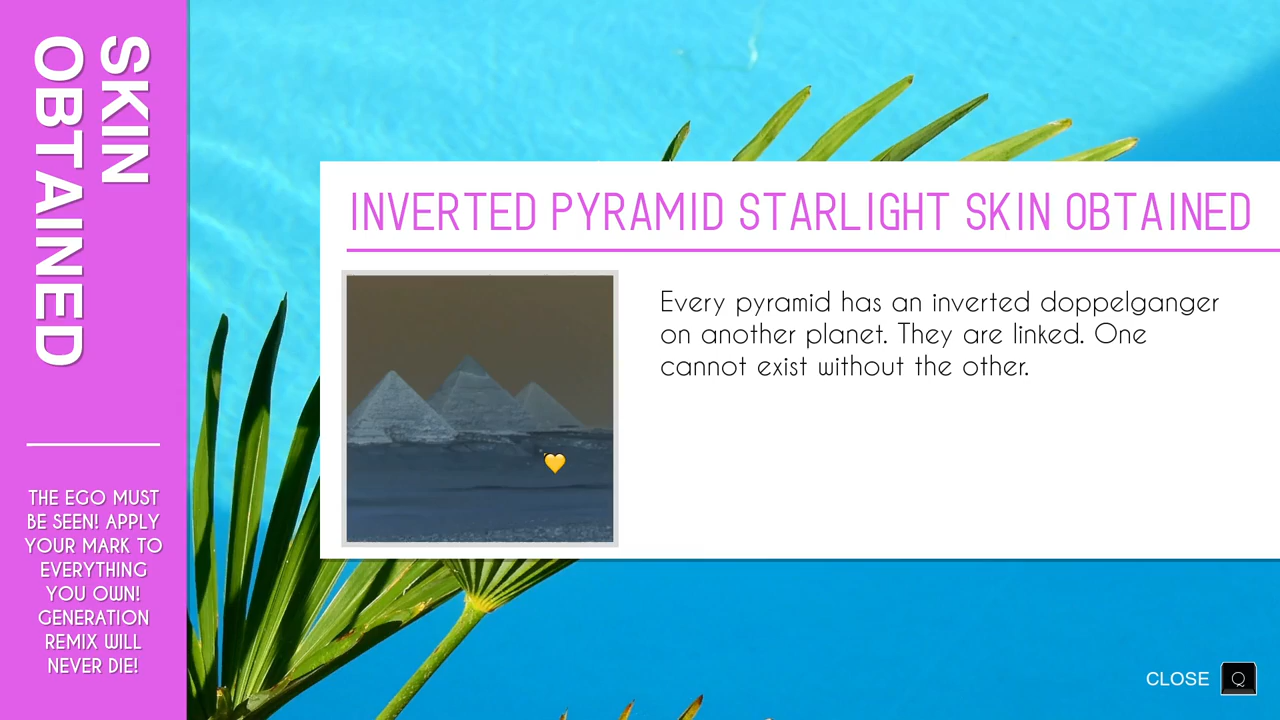 SKIN
OBTAINED
THE EGO MUST
BE SEEN! APPLY
YOUR MARK TO
EVERYTHING
YOU OWN!
GENERATION
REMIX WILL
NEVER DIE!
INVERTED PYRAMID STARLIGHT SKIN OBTAINED
Every pyramid has an inverted doppelganger
on another planet. They are linked. One
cannot exist without the other.
CLOSE Q